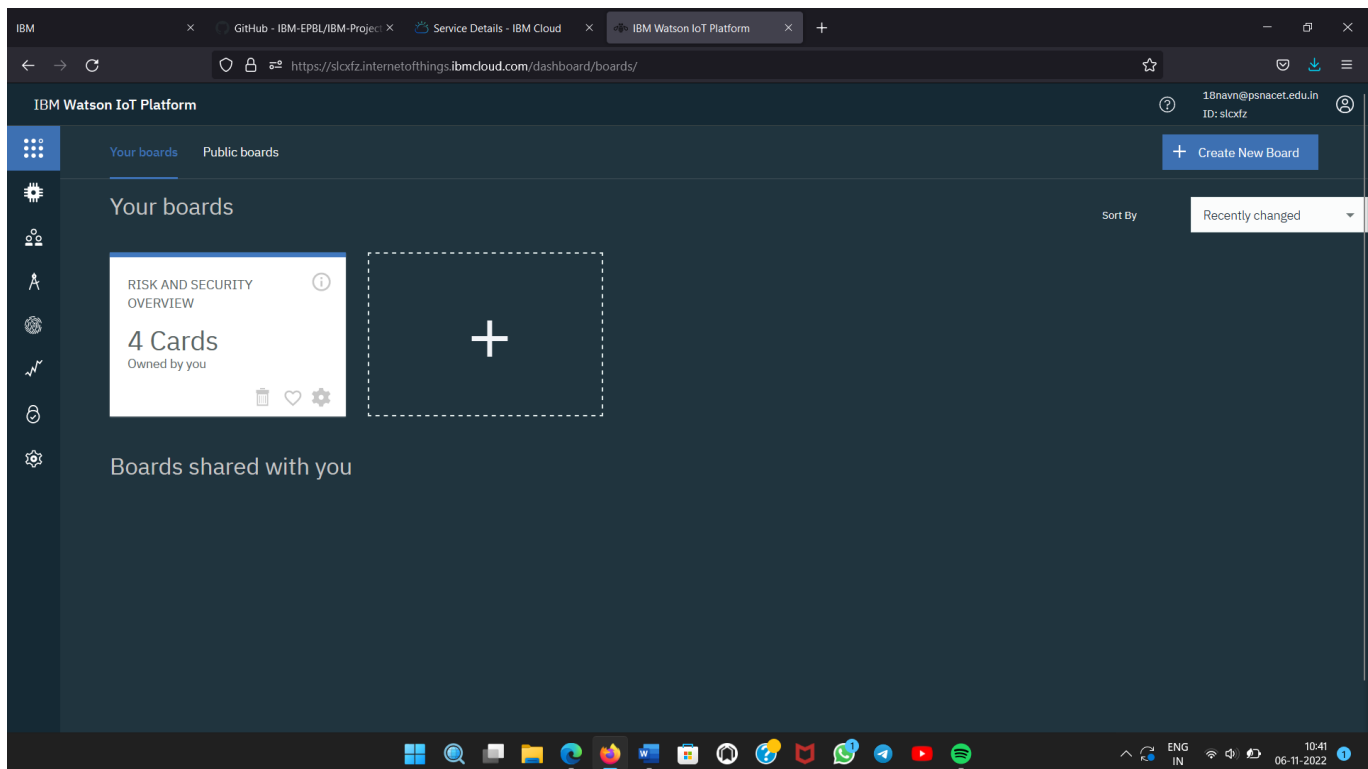 IBM
GitHub - IBM-EPBL/IBM-Project
Service Details - IBM Cloud
IBM Watson IoT Platform
https://slcxfz.internetofthings.ibmcloud.com/dashboard/boards/
IBM Watson IoT Platform
18navn@psnacet.edu.in
ID: slcxfz
Your boards
Public boards
Create New Board
Your boards
Sort By
Recently changed
RISK AND SECURITY
OVERVIEW
4 Cards
Owned by you
Boards shared with you
ENG
IN
10:41
06-11-2022
1